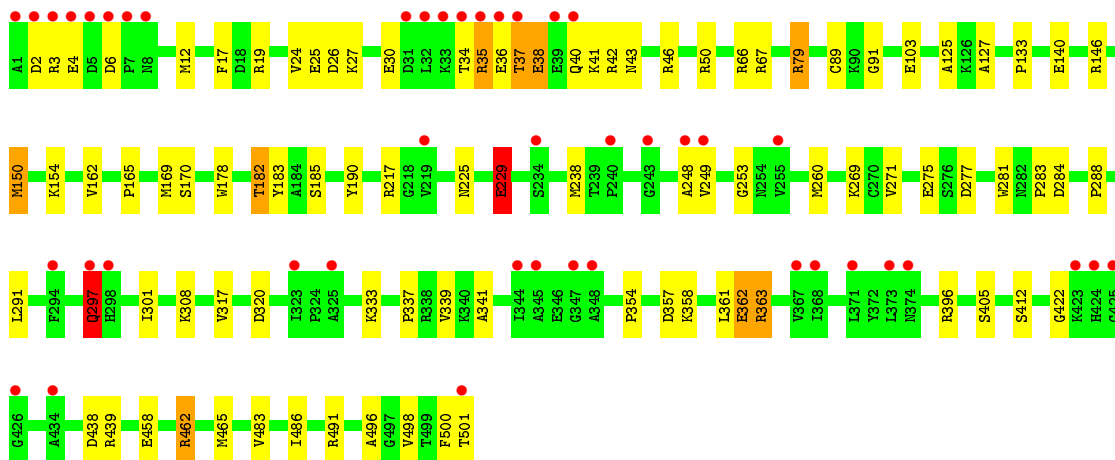 A1 D2 R3 E4 D5 D6 P7 N8 M12 F17 D18 R19 V24 E25 D26 K27 E30 D31 L32 K33 T34 R35 E36 T37 E38 E39 Q40 K41 R42 N43 R46 R50 R66 R67 R79 C89 K90 G91 E103 A125 K126 A127 P133 E140 R146
M150 K154 V162 P165 M169 S170 W178 T182 Y183 A184 S185 Y190 R217 G218 V219 N225 E229 S234 M238 T239 P240 G243 A248 V249 G253 N254 V255 M260 K269 C270 V271 E275 S276 D277 W281 N282 P283 D284 P288
L291 F294 Q297 H298 I301 K308 V317 D320 I323 P324 A325 K333 P337 R338 V339 K340 A341 I344 A345 E346 G347 A348 P354 D357 K358 L361 E362 R363 V367 I368 L371 Y372 L373 N374 R396 S405 S412 G422 K423 H424 G425
G426 A434 D438 R439 E458 R462 M465 V483 I486 R491 A496 G497 V498 T499 F500 T501